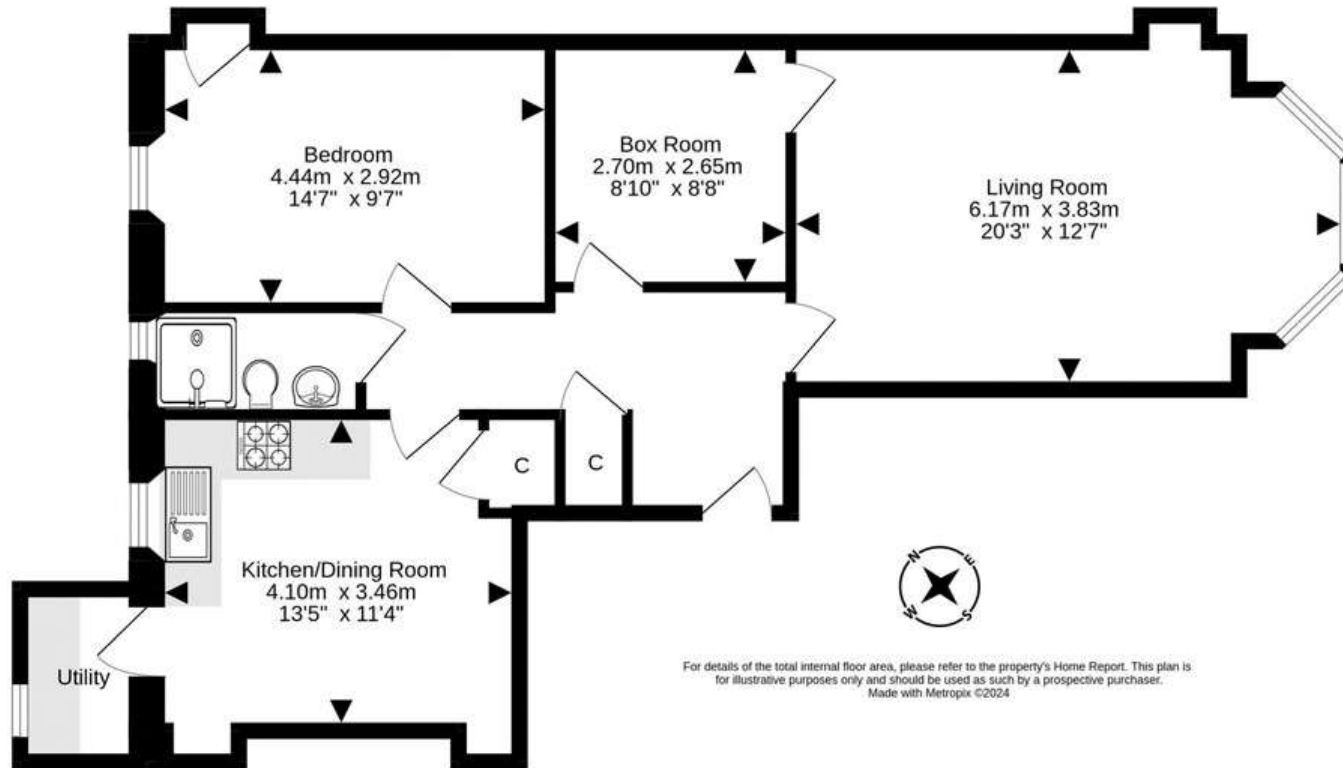 Bedroom
4.44m x 2.92m
14'7" x 9'7"
Box Room
2.70m x 2.65m
8'10" x 8'8"
Living Room
6.17m x 3.83m
20'3" x 12'7"
C
C
Kitchen/Dining Room
4.10m x 3.46m
13'5" x 11'4"
Utility
N
E
W
S
For details of the total internal floor area, please refer to the property's Home Report. This plan is
for illustrative purposes only and should be used as such by a prospective purchaser.
Made with Metropix ©2024